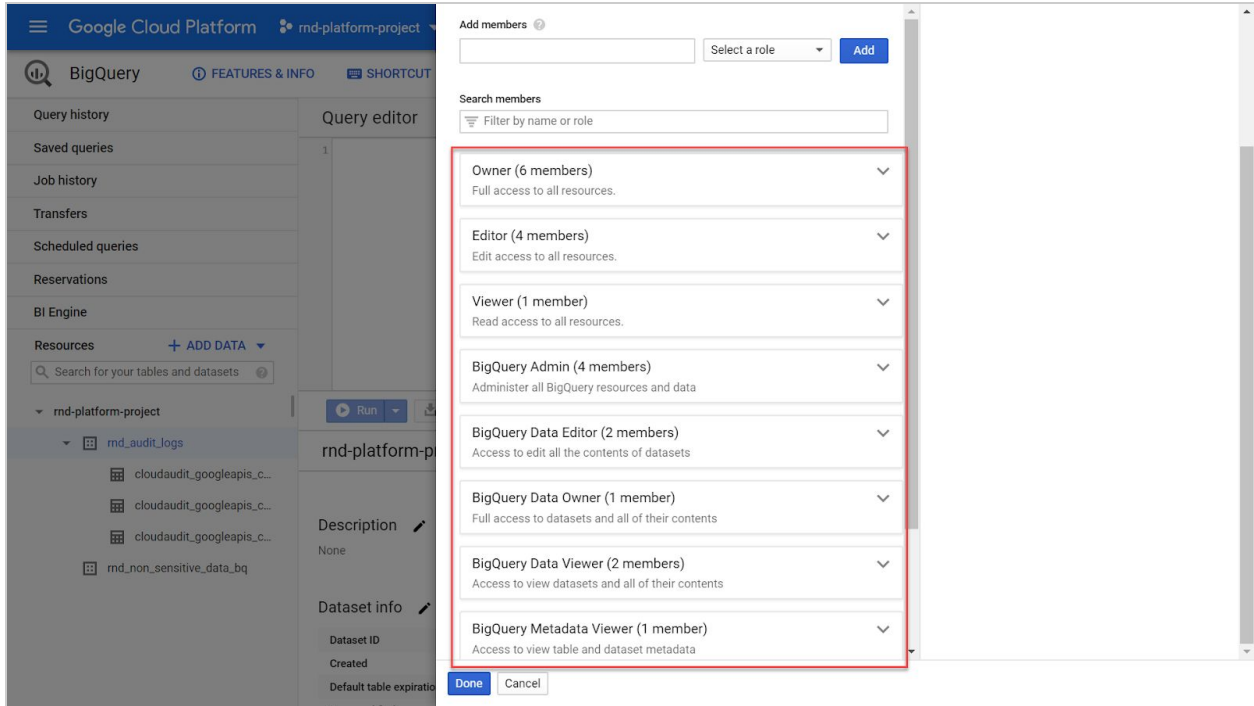 Google Cloud Platform
rnd-platform-project
BigQuery
FEATURES & INFO
SHORTCUT
Query history
Saved queries
Job history
Transfers
Scheduled queries
Reservations
BI Engine
Resources
ADD DATA
Search for your tables and datasets
rnd-platform-project
rnd_audit_logs
cloudaudit_googleapis_c...
cloudaudit_googleapis_c...
cloudaudit_googleapis_c...
rnd_non_sensitive_data_bq
Query editor
1
Run
rnd-platform-p
Description
None
Dataset info
Dataset ID
Created
Default table expiratio
Add members
Select a role
Add
Search members
Filter by name or role
Owner (6 members)
Full access to all resources.
Editor (4 members)
Edit access to all resources.
Viewer (1 member)
Read access to all resources.
BigQuery Admin (4 members)
Administer all BigQuery resources and data
BigQuery Data Editor (2 members)
Access to edit all the contents of datasets
BigQuery Data Owner (1 member)
Full access to datasets and all of their contents
BigQuery Data Viewer (2 members)
Access to view datasets and all of their contents
BigQuery Metadata Viewer (1 member)
Access to view table and dataset metadata
Done
Cancel